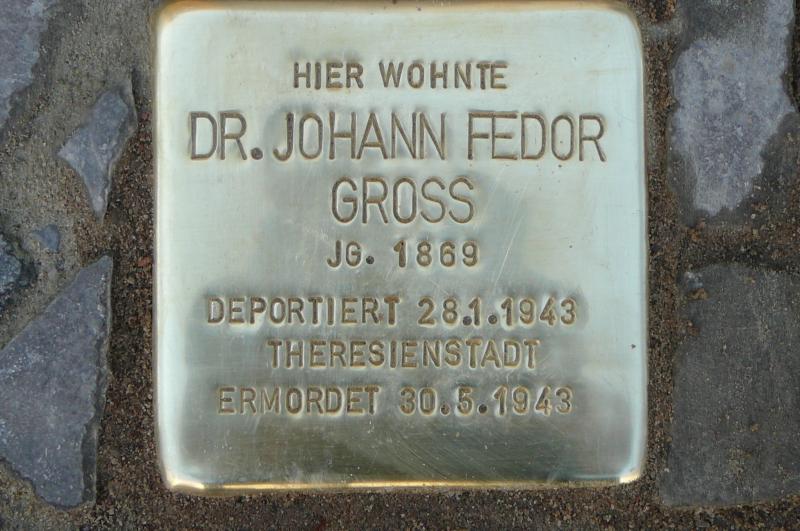 HIER WOHNTE
DR. JOHANN FEDOR
GROSS
JG. 1869
DEPORTIERT 28.1.1943
THERESIENSTADT
ERMORDET 30.5.1943